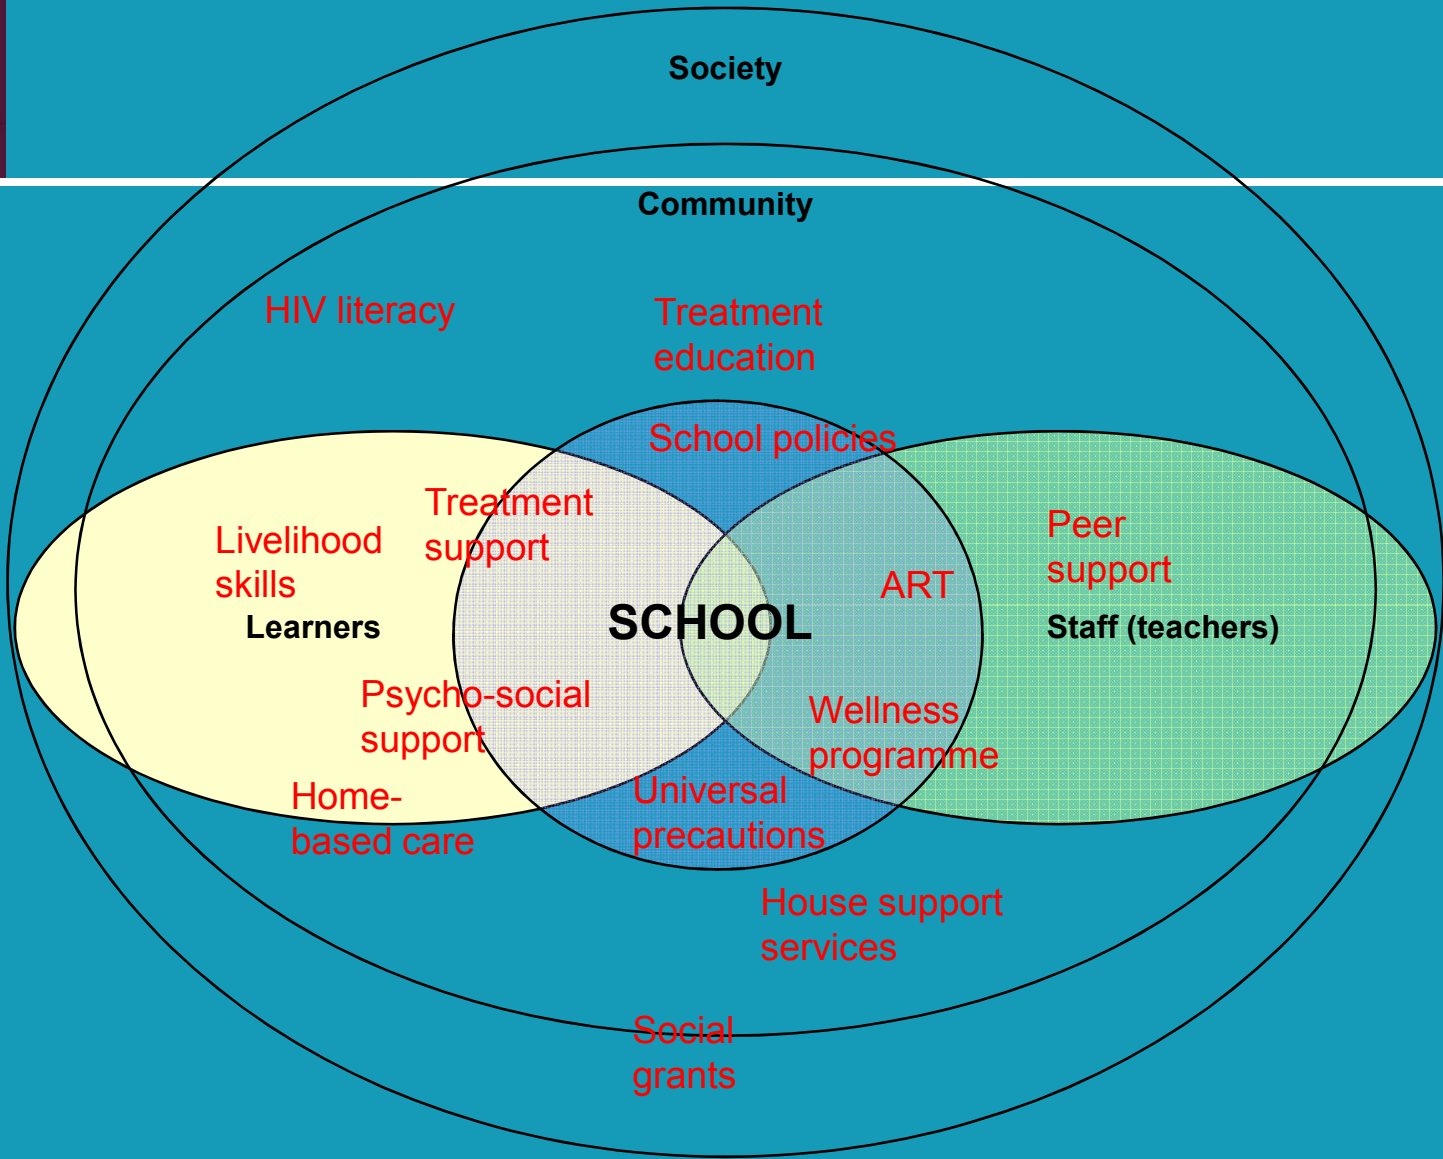 Society
Community
HIV literacy
Treatment
education
School policies
Treatment
support
Livelihood
skills
Learners
SCHOOL
ART
Peer
support
Staff (teachers)
Psycho-social
support
Wellness
programme
Home-
based care
Universal
precautions
House support
services
Social
grants